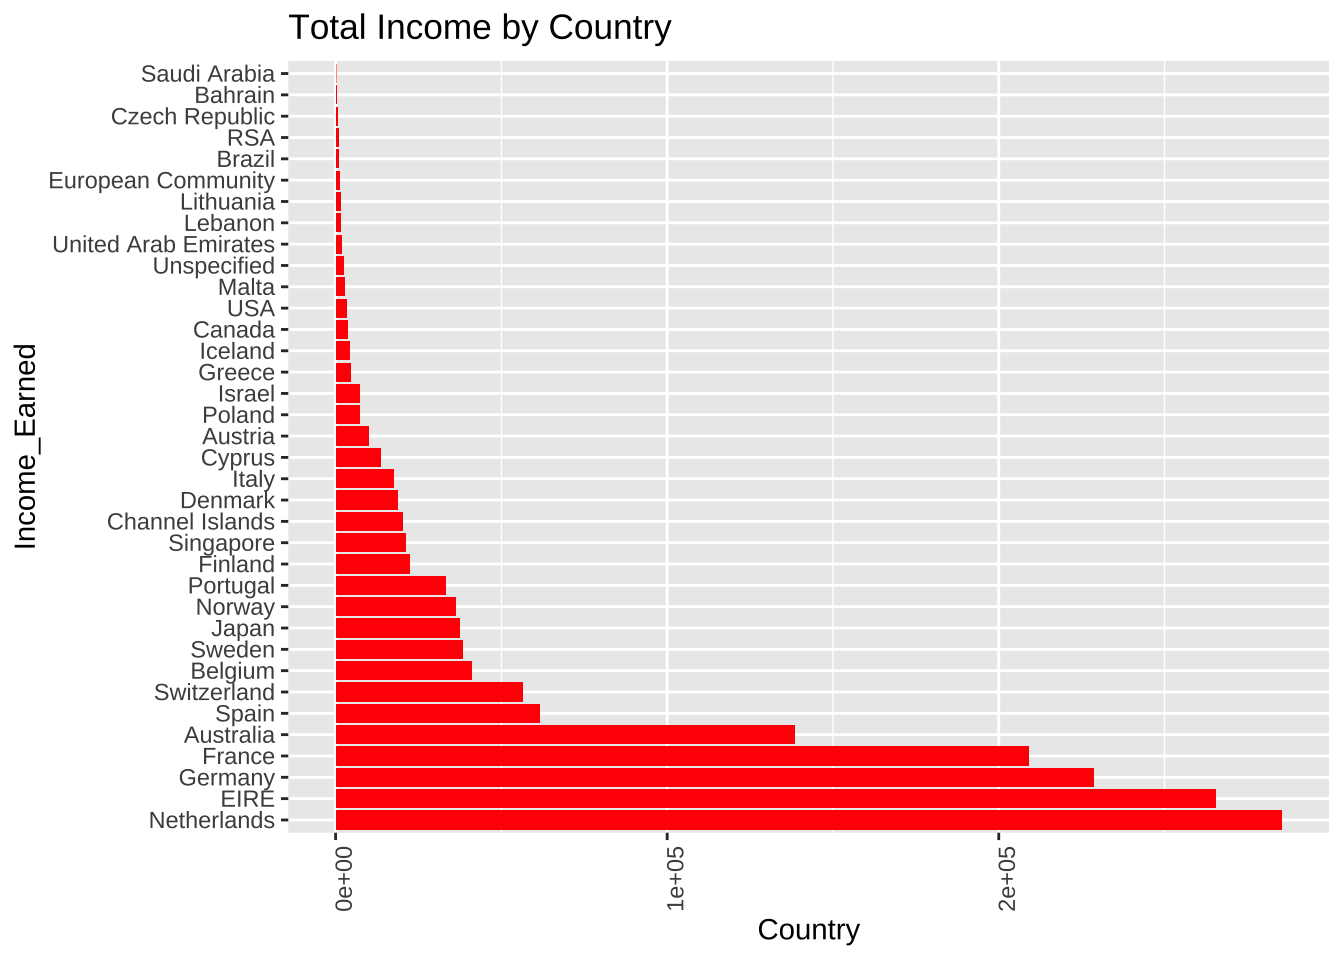 Total Income by Country
Saudi Arabia
Bahrain
Czech Republic
RSA
Brazil
European Community
Lithuania
Lebanon
United Arab Emirates
Unspecified
Malta
USA
Canada
Iceland
Greece
Israel
Poland
Austria
Cyprus
Italy
Denmark
Channel Islands
Singapore
Finland
Portugal
Norway
Japan
Sweden
Belgium
Switzerland
Spain
Australia
France
Germany
EIRE
Netherlands
Income_Earned
0e+00
1e+05
2e+05
Country